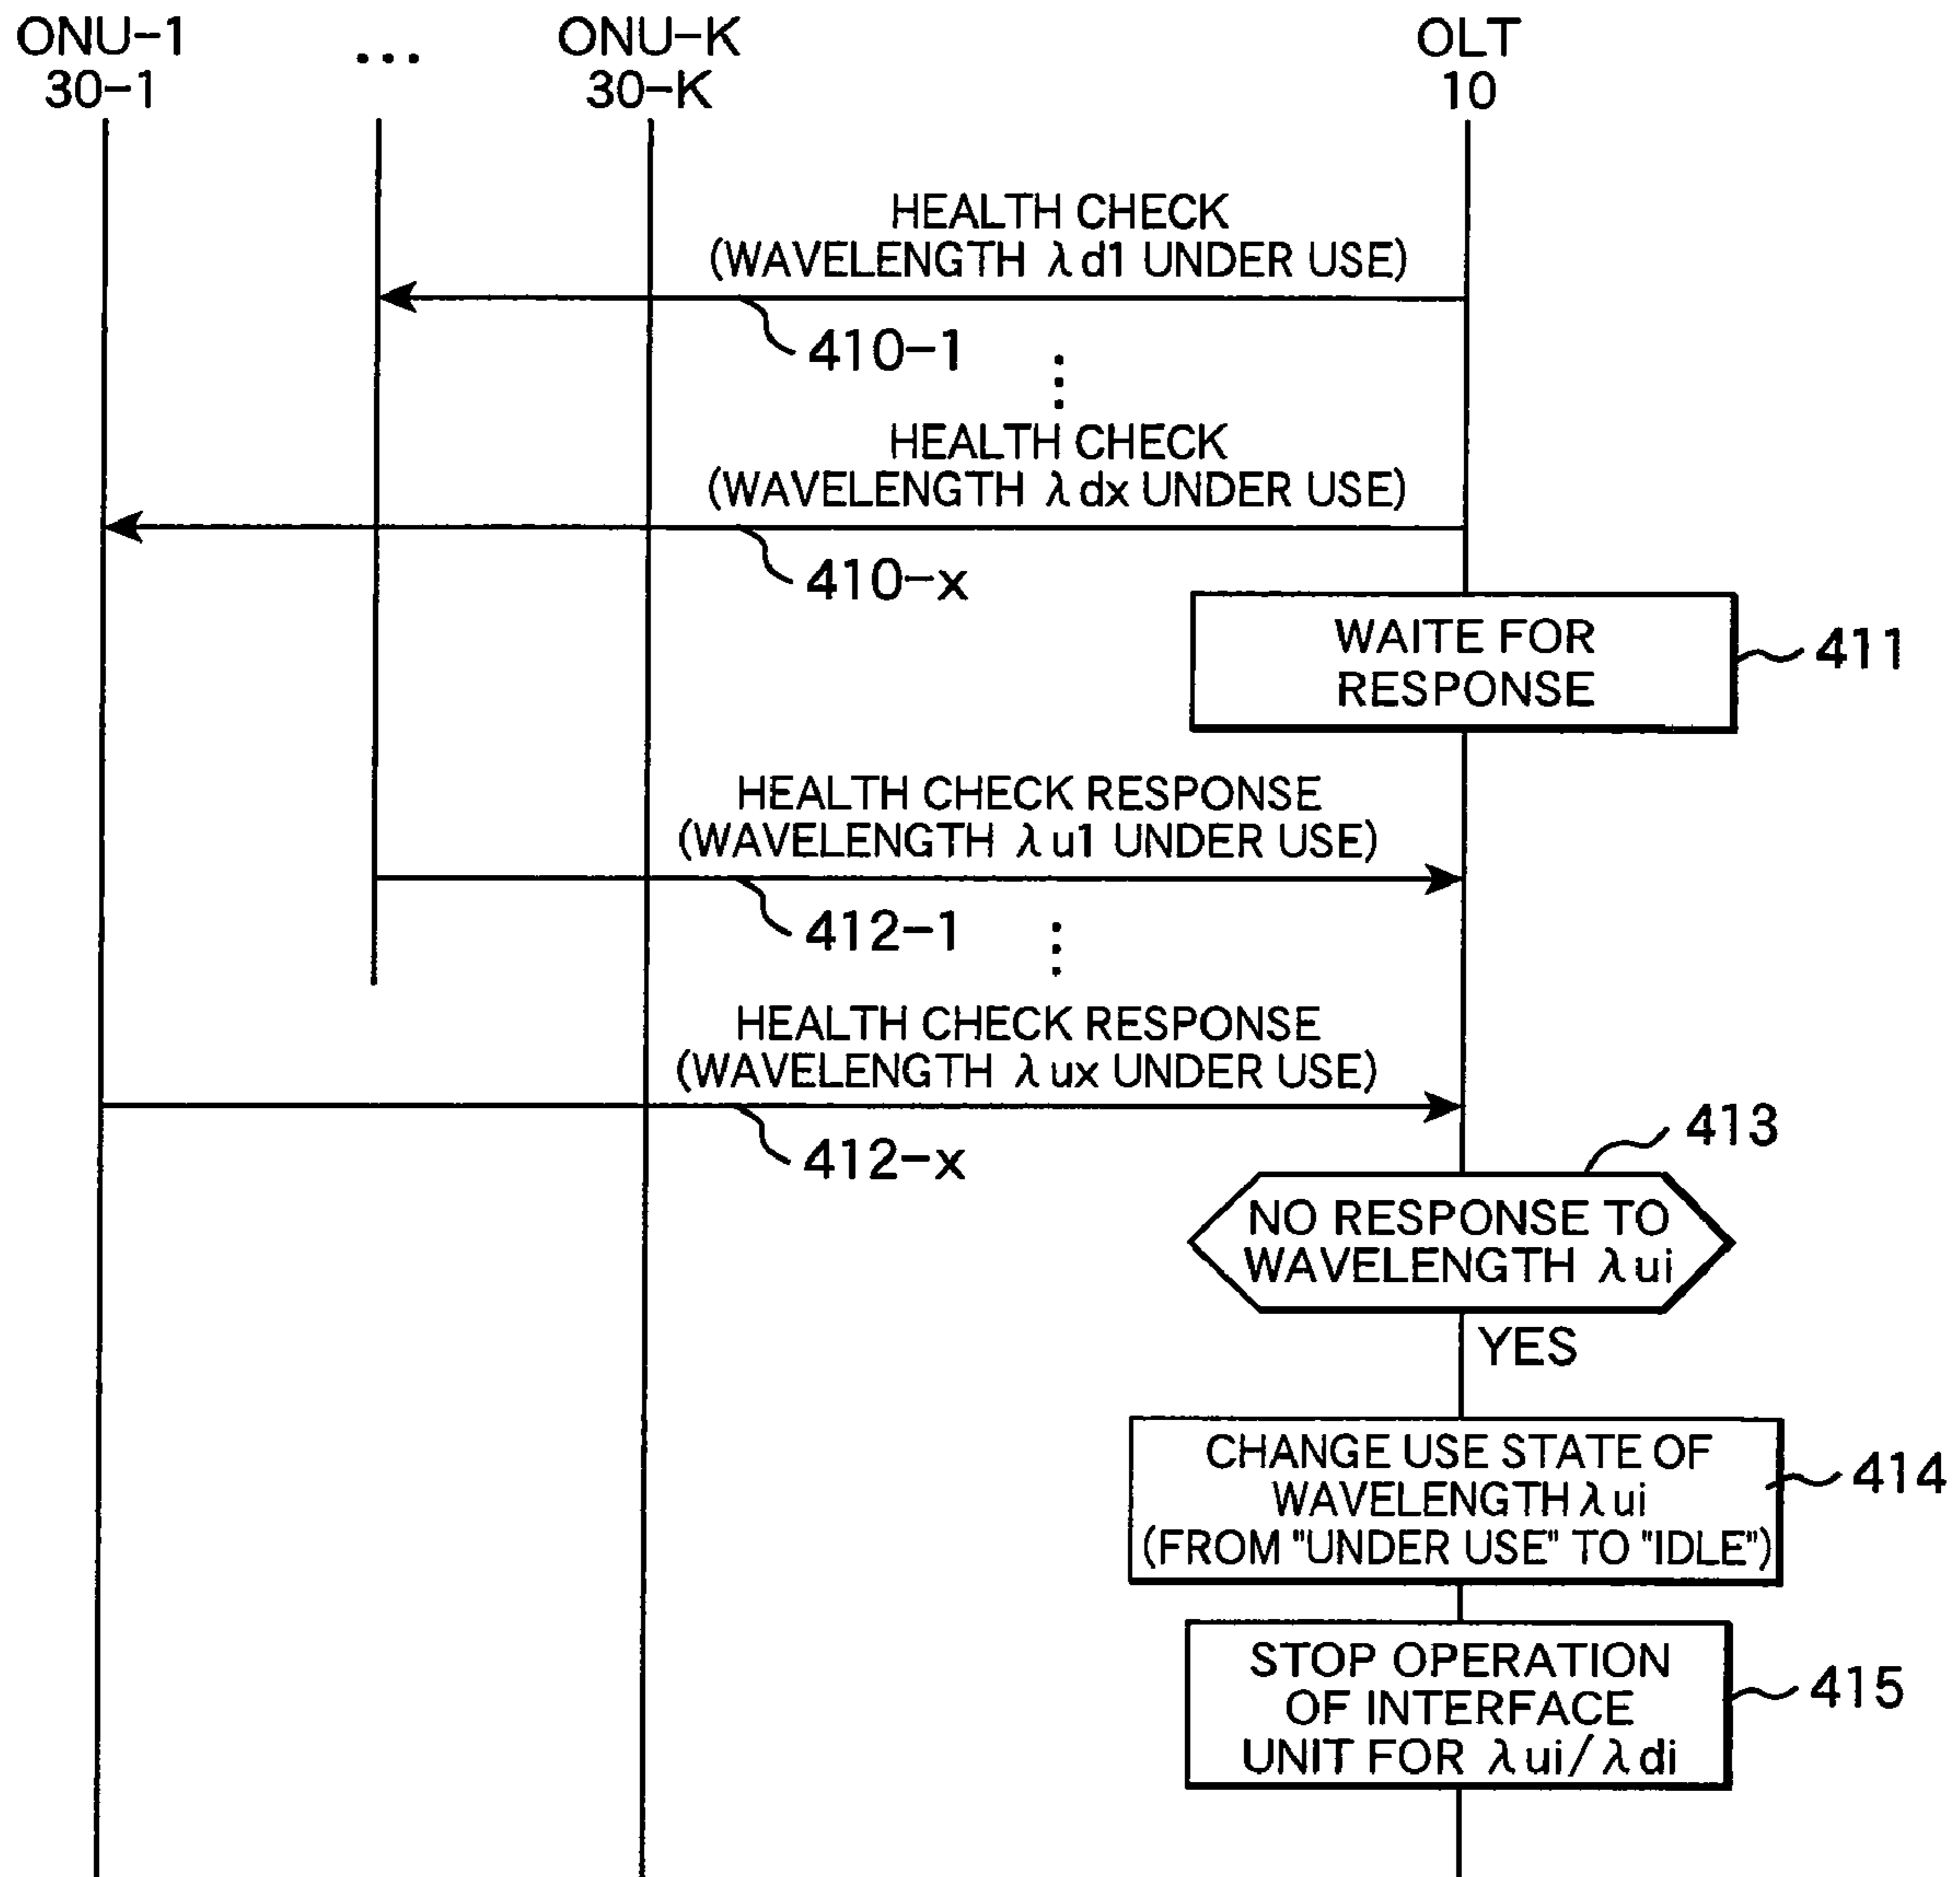 ONU-1 ... ONU-K OLT
30-1 30-K 10
HEALTH CHECK
(WAVELENGTH λd1 UNDER USE)
410-1
HEALTH CHECK
(WAVELENGTH λdx UNDER USE)
410-x
WAITE FOR
RESPONSE
411
HEALTH CHECK RESPONSE
(WAVELENGTH λu1 UNDER USE)
412-1
HEALTH CHECK RESPONSE
(WAVELENGTH λux UNDER USE)
412-x
413
NO RESPONSE TO
WAVELENGTH λui
YES
CHANGE USE STATE OF
WAVELENGTH λui
(FROM "UNDER USE" TO "IDLE")
414
STOP OPERATION
OF INTERFACE
UNIT FOR λui/λdi
415